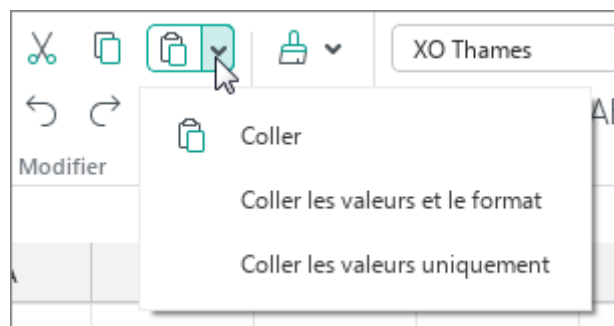 XO Thames
Coller
Modifier
Coller les valeurs et le format
Coller les valeurs uniquement